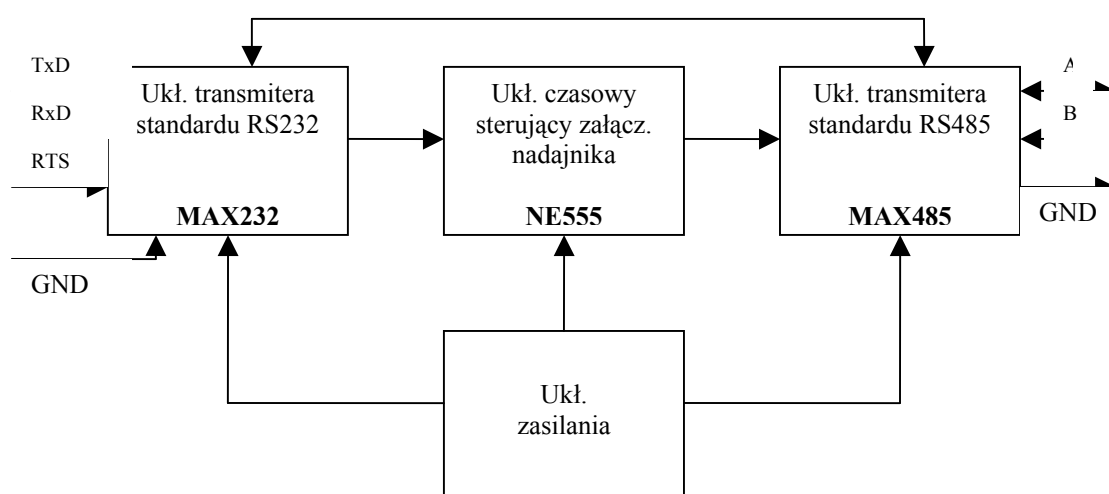 TxD
RxD
RTS
GND
Ukł. transmitera
standardu RS232
MAX232
Ukł. czasowy
sterujący załącz.
nadajnika
NE555
Ukł. transmitera
standardu RS485
MAX485
A
B
GND
Ukł.
zasilania